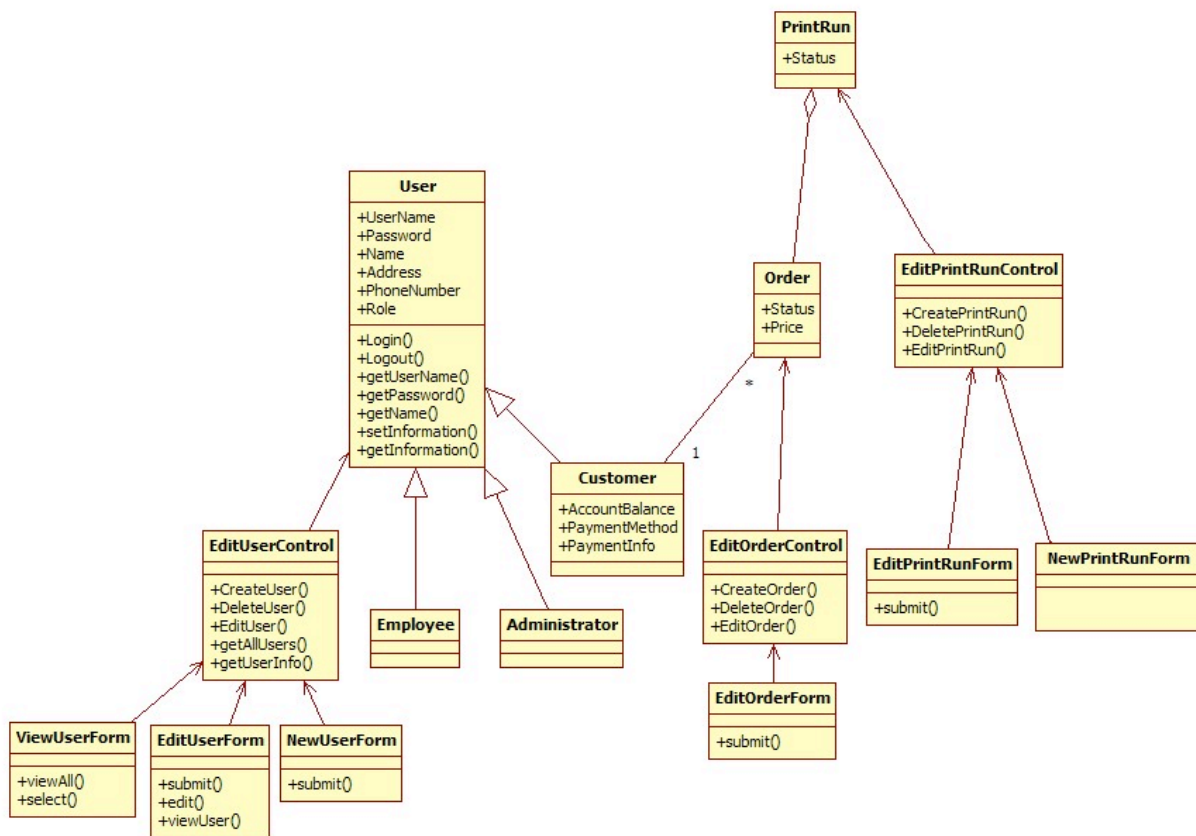 PrintRun
+Status
User
+UserName
+Password
+Name
+Address
+PhoneNumber
+Role
+Login()
+Logout()
+getUserName()
+getPassword()
+getName()
+setInformation()
+getInformation()
Order
+Status
+Price
EditPrintRunControl
+CreatePrintRun()
+DeletePrintRun()
+EditPrintRun()
*
1
Customer
+AccountBalance
+PaymentMethod
+PaymentInfo
EditUserControl
+CreateUser()
+DeleteUser()
+EditUser()
+getAllUsers()
+getUserInfo()
Employee
Administrator
EditOrderControl
+CreateOrder()
+DeleteOrder()
+EditOrder()
EditPrintRunForm
+submit()
NewPrintRunForm
EditOrderForm
+submit()
ViewUserForm
+viewAll()
+select()
EditUserForm
+submit()
+edit()
+viewUser()
NewUserForm
+submit()